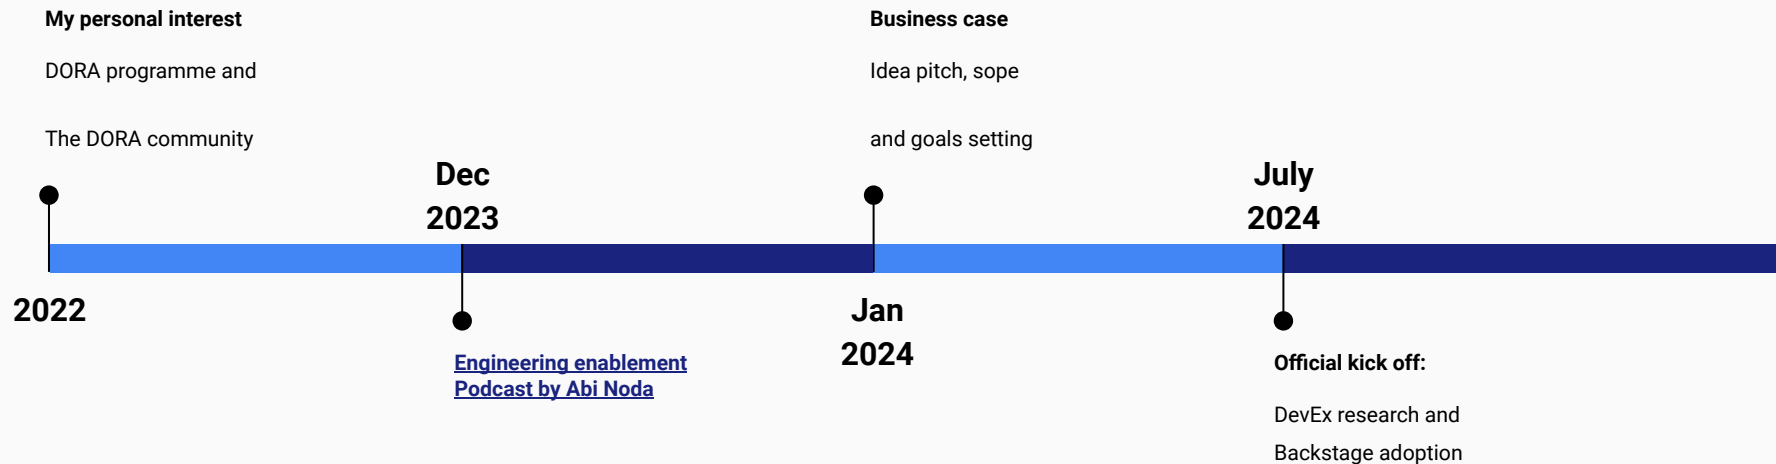 My personal interest
DORA programme and
The DORA community
2022
Dec
2023
Engineering enablement
Podcast by Abi Noda
Business case
Idea pitch, sope
and goals setting
Jan
2024
July
2024
Official kick off:
DevEx research and
Backstage adoption